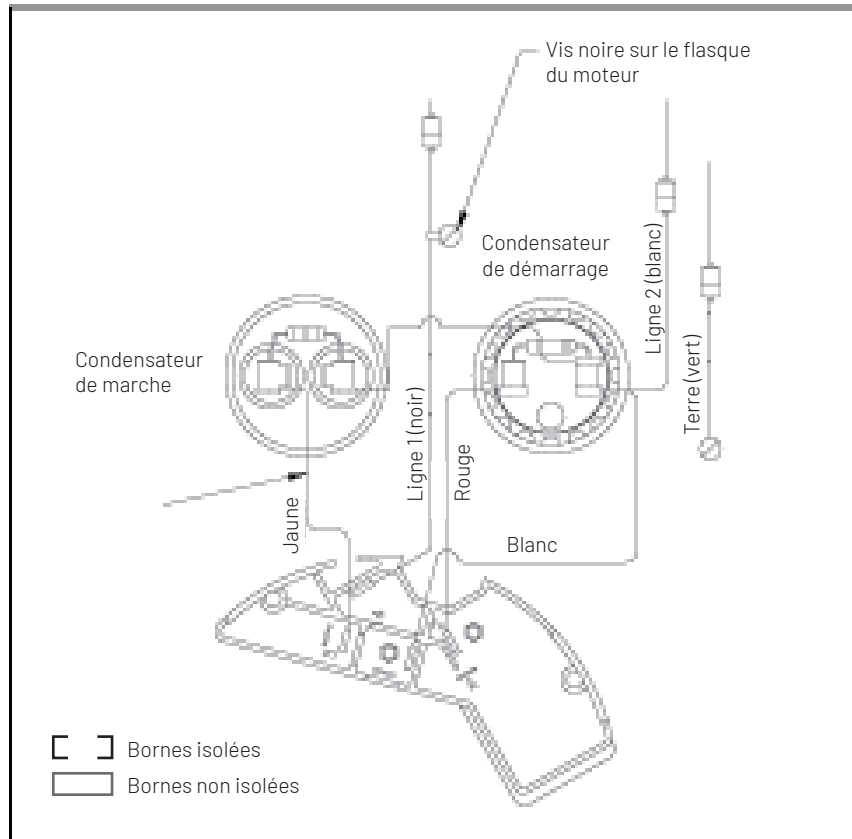 Vis noire sur le flasque
du moteur
Condensateur
de démarrage
Ligne 2 (blanc)
Terre (vert)
Condensateur
de marche
Ligne 1 (noir)
Rouge
Jaune
Blanc
Bornes isolées
Bornes non isolées